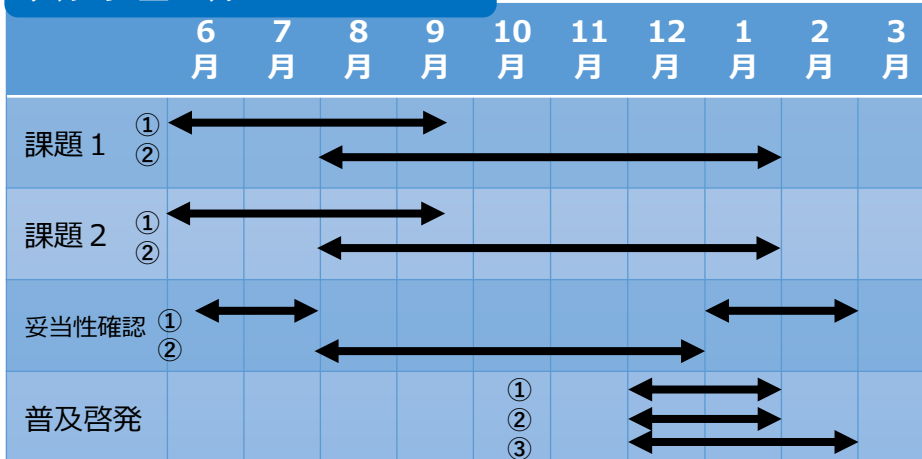 6月 7月 8月 9月 10月 11月 12月 1月 2月 3月
課題1 ①
②
課題2 ①
②
妥当性確認 ①
②
普及啓発 ①
②
③